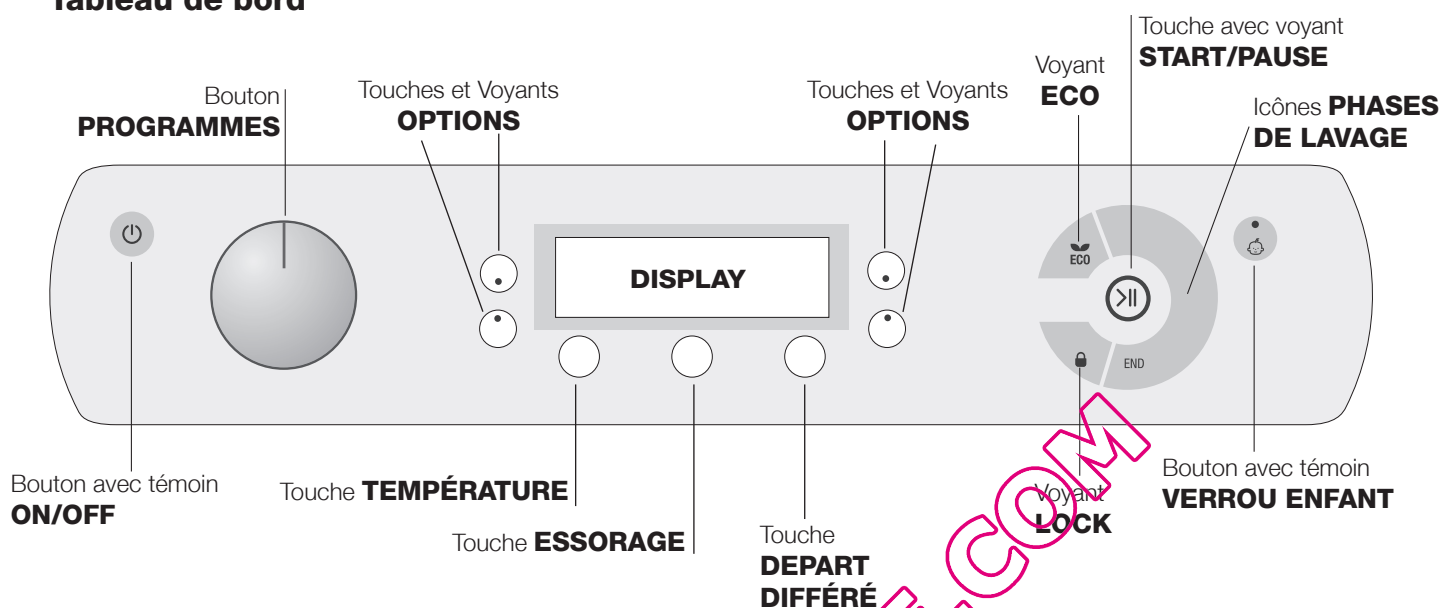 Tableau de bord
Touche avec voyant
START/PAUSE
Voyant
ECO
Touches et Voyants
OPTIONS
Touches et Voyants
OPTIONS
Bouton
PROGRAMMES
Icônes PHASES
DE LAVAGE
DISPLAY
ECO
END
Bouton avec témoin
ON/OFF
Touche TEMPÉRATURE
Touche ESSORAGE
Touche
DEPART
DIFFÉRÉ
Voyant
LOCK
Bouton avec témoin
VERROU ENFANT
.COM